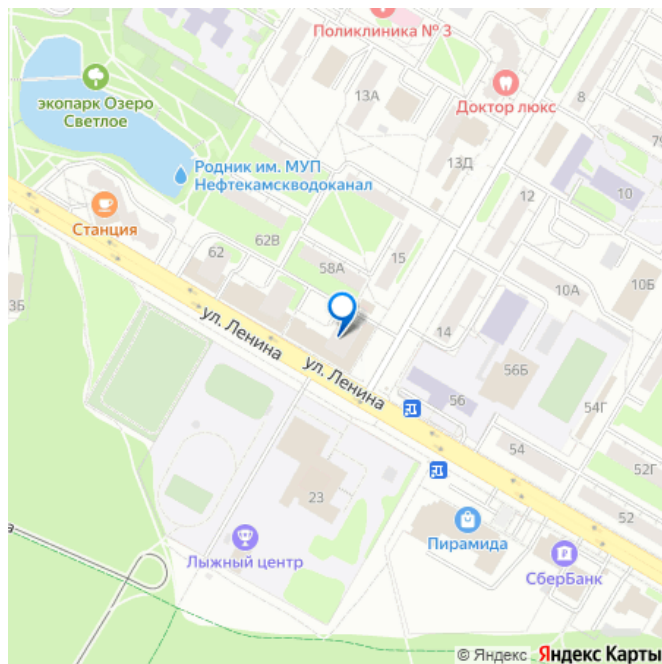 Поликлиника № 3
13А
8
Доктор люкс
экопарк Озеро
Светлое
79
13Д
Родник им. МУП
Нефтекамскводоканал
12
10
Станция
62
62В
15
58А
10Б
10А
3Б
14
ул. Ленина
ул. Ленина
56Б
56
54Г
54
52Г
23
52
Пирамида
Лыжный центр
СберБанк
а
© Яндекс Яндекс Карты